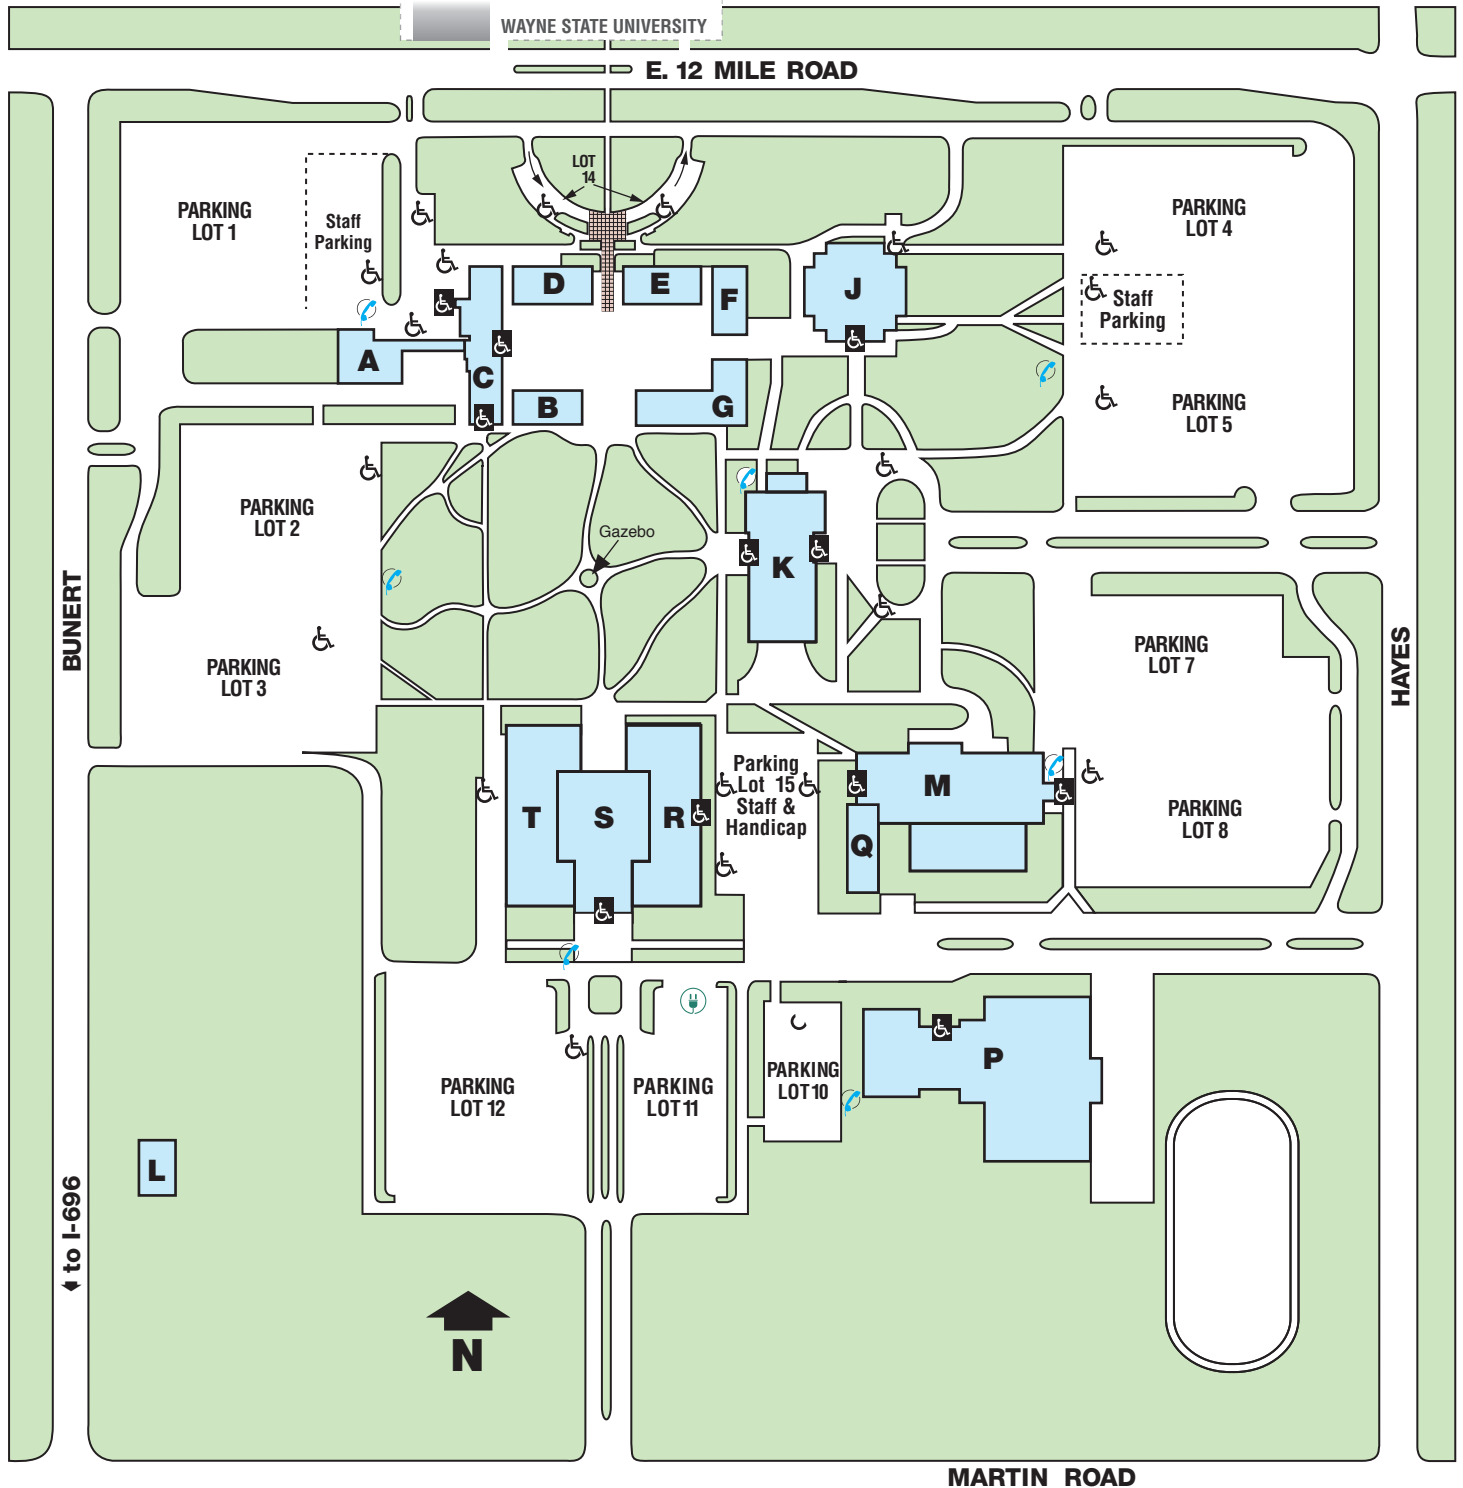 WAYNE STATE UNIVERSITY
E. 12 MILE ROAD
LOT
14
PARKING
LOT 1
Staff
Parking
PARKING
LOT 4
D
E
F
J
Staff
Parking
A
C
B
G
PARKING
LOT 5
PARKING
LOT 2
Gazebo
K
BUNERT
PARKING
LOT 3
PARKING
LOT 7
HAYES
Parking
Lot 15
Staff &
Handicap
T
S
R
M
Q
PARKING
LOT 8
PARKING
LOT 12
PARKING
LOT 11
PARKING
LOT 10
P
L
to I-696
N
MARTIN ROAD